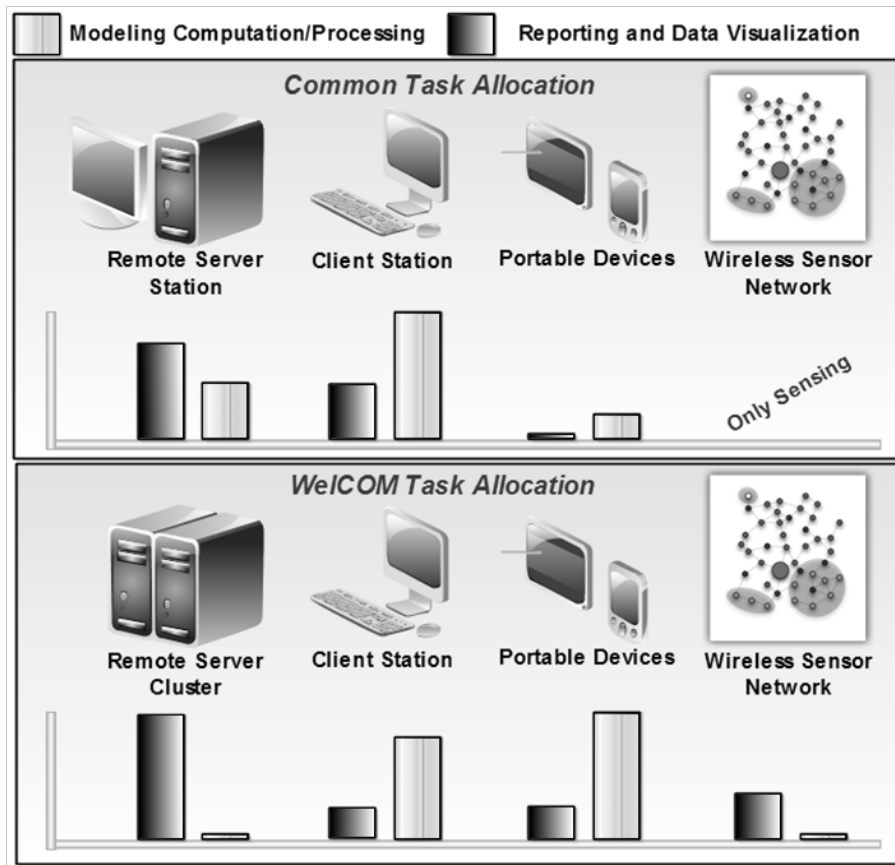 Modeling Computation/Processing
Reporting and Data Visualization
Common Task Allocation
Remote Server
Station
Client Station
Portable Devices
Wireless Sensor
Network
Only Sensing
WelCOM Task Allocation
Remote Server
Cluster
Client Station
Portable Devices
Wireless Sensor
Network